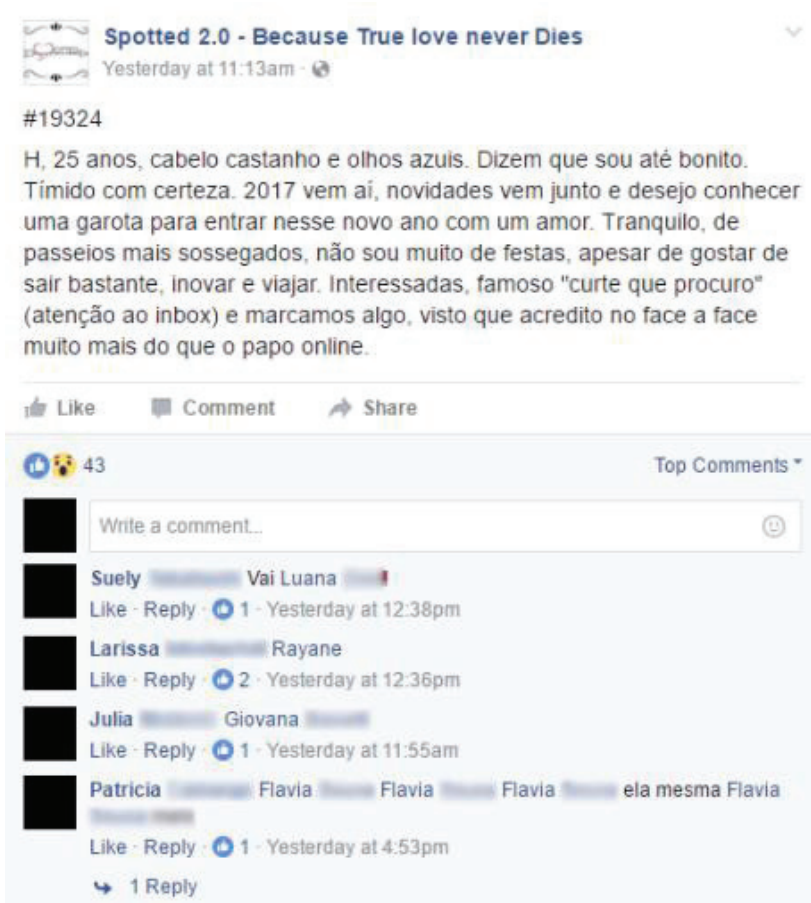 Spotted 2.0 - Because True love never Dies
Yesterday at 11:13am ·
#19324
H, 25 anos, cabelo castanho e olhos azuis. Dizem que sou até bonito.
Tímido com certeza. 2017 vem aí, novidades vem junto e desejo conhecer
uma garota para entrar nesse novo ano com um amor. Tranquilo, de
passeios mais sossegados, não sou muito de festas, apesar de gostar de
sair bastante, inovar e viajar. Interessadas, famoso "curte que procuro"
(atenção ao inbox) e marcamos algo, visto que acredito no face a face
muito mais do que o papo online.
Like Comment Share
43 Top Comments
Write a comment...
Suely Vai Luana
Like · Reply · 1 · Yesterday at 12:38pm
Larissa Rayane
Like · Reply · 2 · Yesterday at 12:36pm
Julia Giovana
Like · Reply · 1 · Yesterday at 11:55am
Patricia Flavia Flavia Flavia ela mesma Flavia
Like · Reply · 1 · Yesterday at 4:53pm
1 Reply